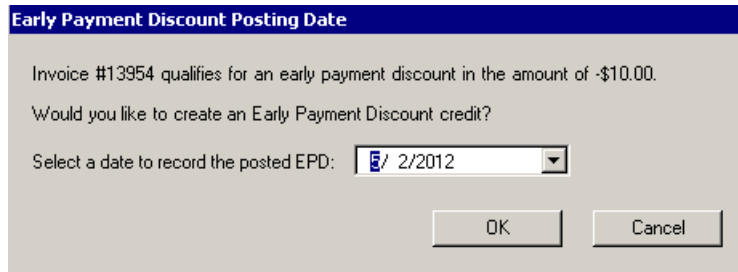 Early Payment Discount Posting Date
Invoice #13954 qualifies for an early payment discount in the amount of -$10.00.
Would you like to create an Early Payment Discount credit?
Select a date to record the posted EPD: 5/ 2/2012
OK Cancel